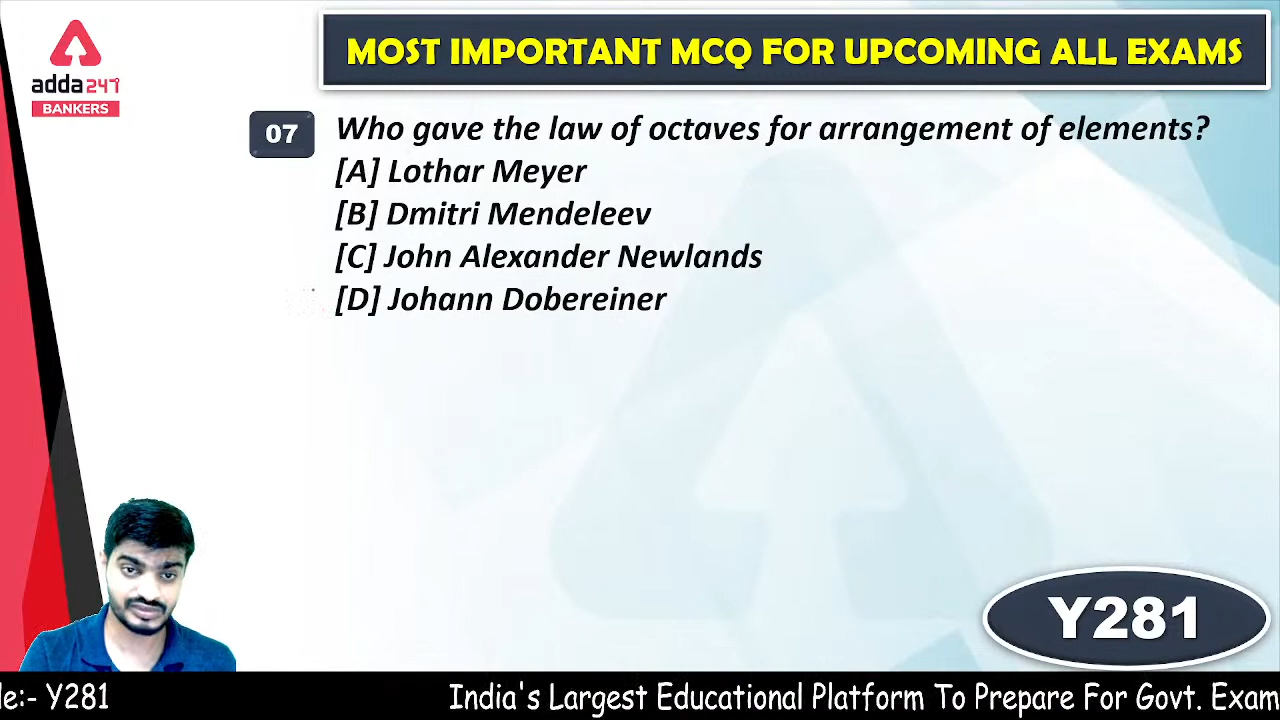 MOST IMPORTANT MCQ FOR UPCOMING ALL EXAMS
adda247
BANKERS
07
Who gave the law of octaves for arrangement of elements?
[A] Lothar Meyer
[B] Dmitri Mendeleev
[C] John Alexander Newlands
[D] Johann Dobereiner
Y281
de:- Y281 India's Largest Educational Platform To Prepare For Govt. Exam